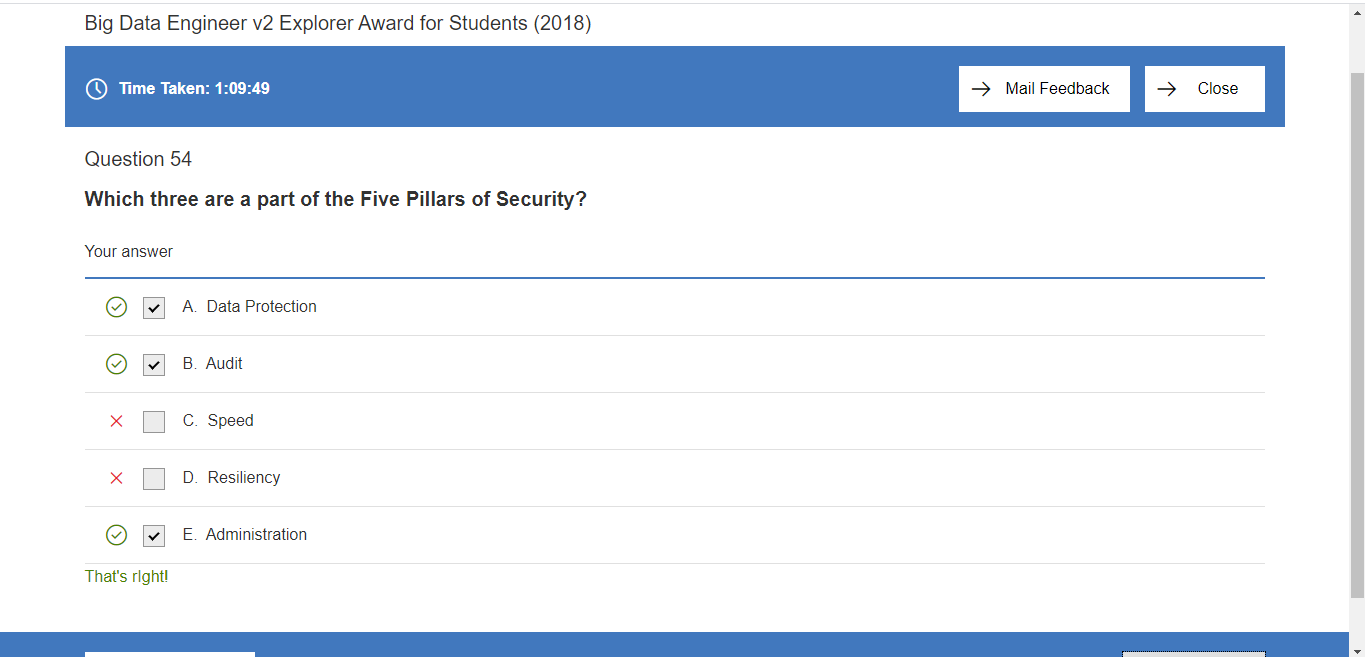 Big Data Engineer v2 Explorer Award for Students (2018)
Time Taken: 1:09:49
Mail Feedback
Close
Question 54
Which three are a part of the Five Pillars of Security?
Your answer
A. Data Protection
B. Audit
C. Speed
D. Resiliency
E. Administration
That's right!